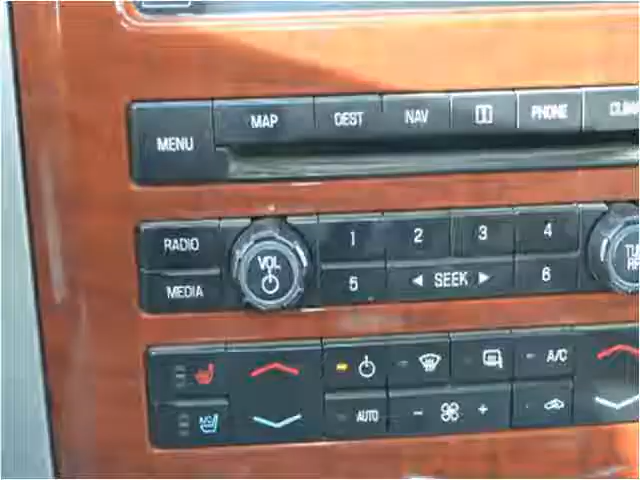 MENU MAP DEST NAV PHONE
RADIO VOL 1 2 3 4
MEDIA 5 SEEK 6
A/C
AUTO - +